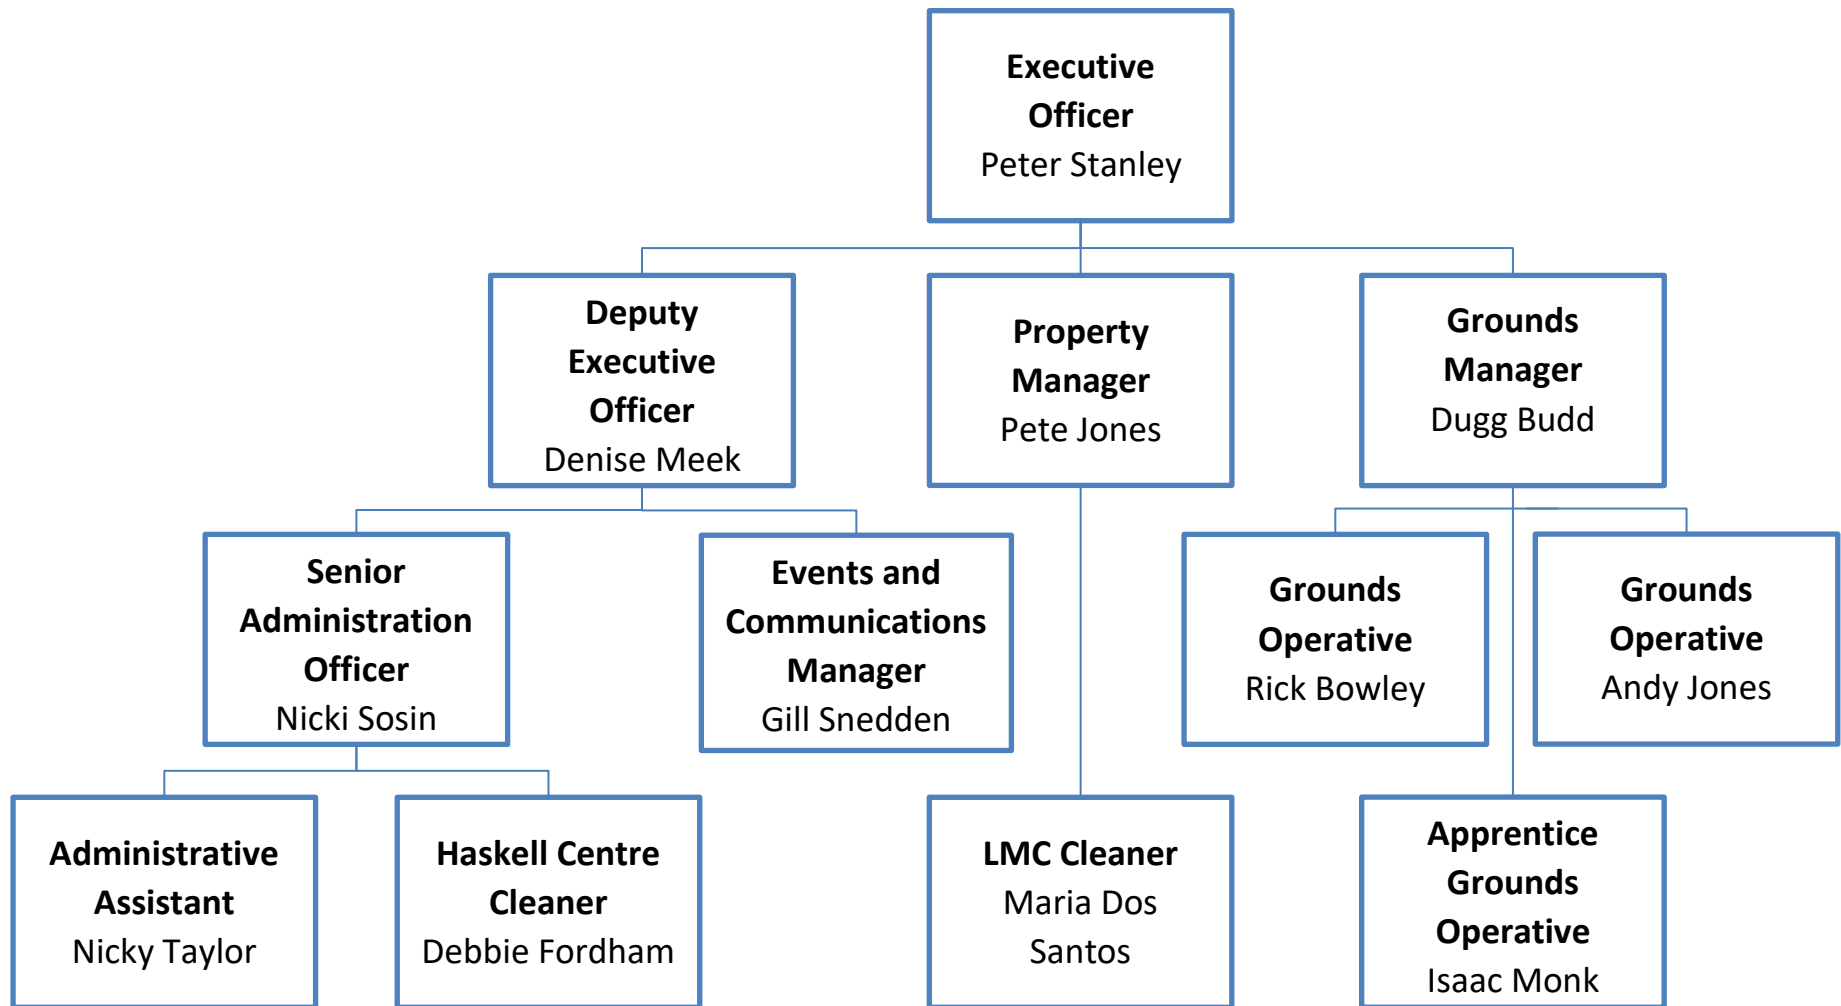 Executive
Officer
Peter Stanley
Deputy
Executive
Officer
Denise Meek
Property
Manager
Pete Jones
Grounds
Manager
Dugg Budd
Senior
Administration
Officer
Nicki Sosin
Events and
Communications
Manager
Gill Snedden
Grounds
Operative
Rick Bowley
Grounds
Operative
Andy Jones
Administrative
Assistant
Nicky Taylor
Haskell Centre
Cleaner
Debbie Fordham
LMC Cleaner
Maria Dos
Santos
Apprentice
Grounds
Operative
Isaac Monk